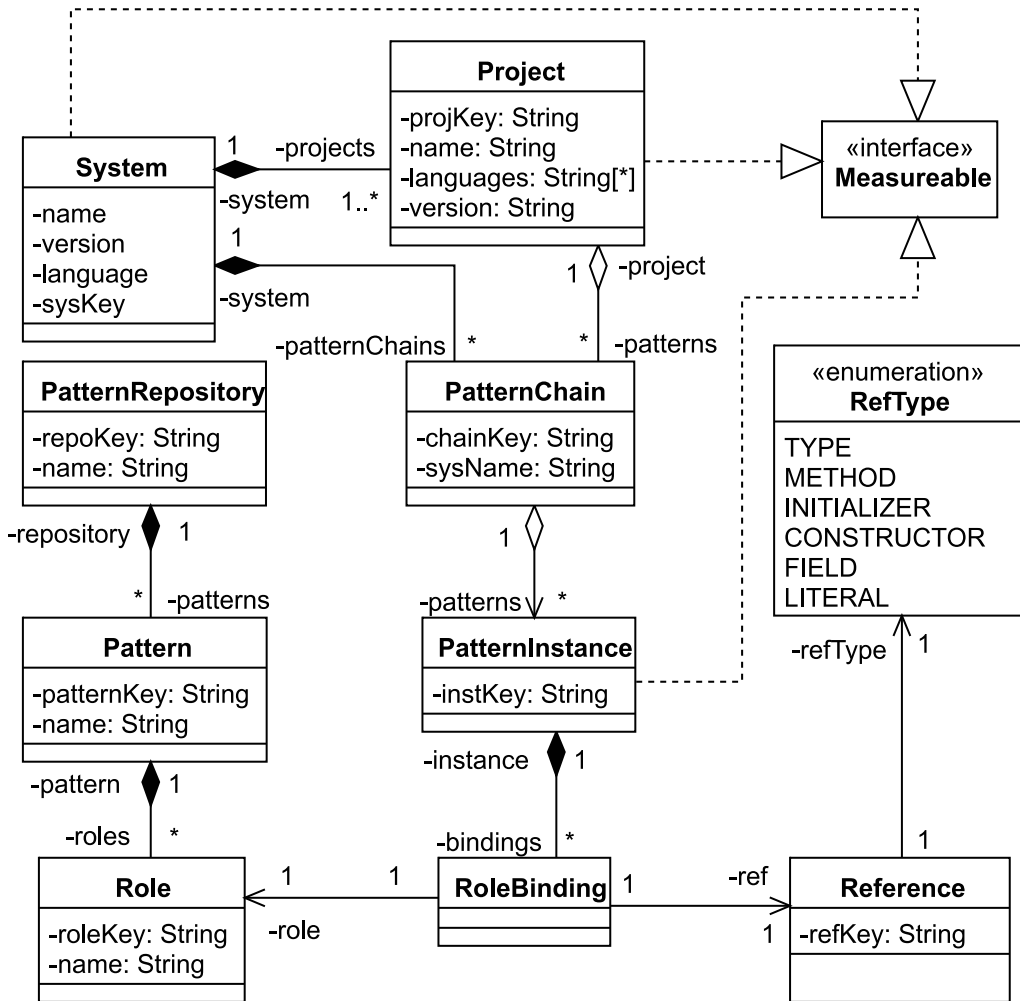 Project
-projKey: String
-name: String
-languages: String[*]
-version: String
System
-name
-version
-language
-sysKey
1
-projects
-system
1..*
«interface»
Measureable
1
-system
1
-project
-patternChains
*
*
-patterns
PatternRepository
-repoKey: String
-name: String
PatternChain
-chainKey: String
-sysName: String
«enumeration»
RefType
TYPE
METHOD
INITIALIZER
CONSTRUCTOR
FIELD
LITERAL
-repository
1
1
*
-patterns
-patterns
*
Pattern
-patternKey: String
-name: String
PatternInstance
-instKey: String
-refType
1
-pattern
1
-instance
1
-roles
*
-bindings
*
1
Role
-roleKey: String
-name: String
1
1
-role
RoleBinding
1
-ref
1
Reference
-refKey: String